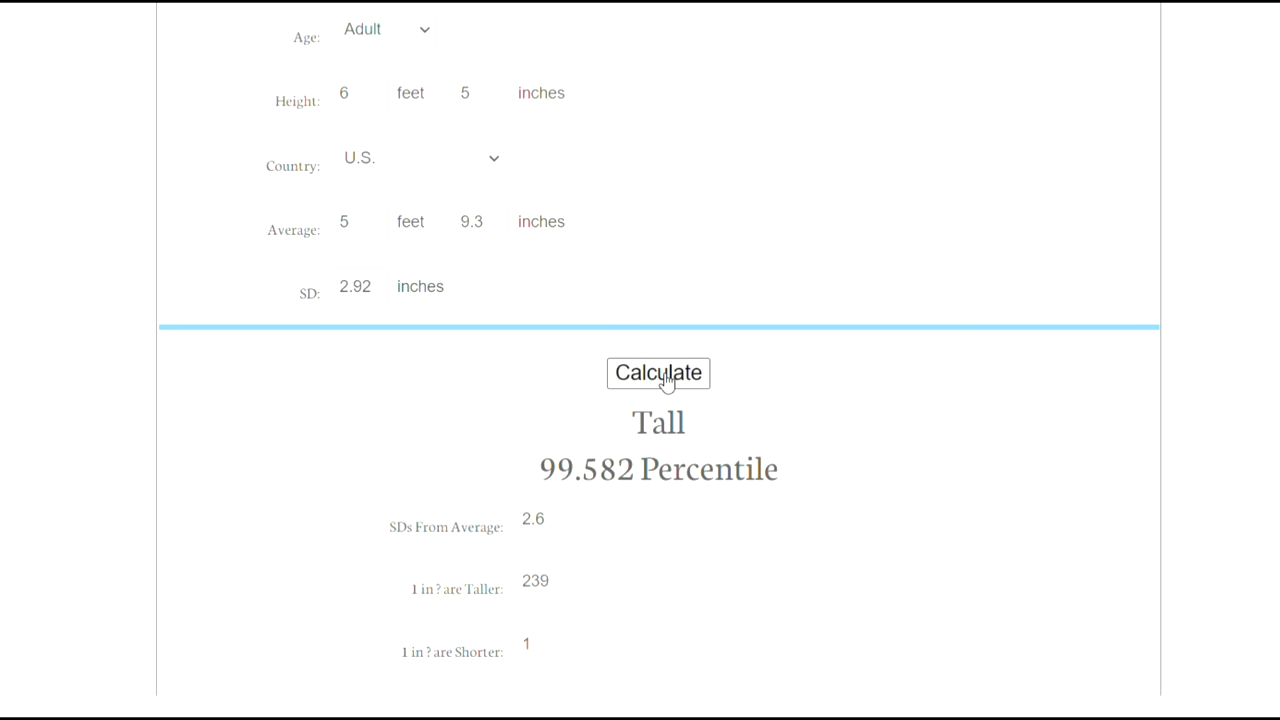 Age: Adult
Height: 6 feet 5 inches
Country: U.S.
Average: 5 feet 9.3 inches
SD: 2.92 inches
Calculate
Tall
99.582 Percentile
SDs From Average: 2.6
1 in ? are Taller: 239
1 in ? are Shorter: 1